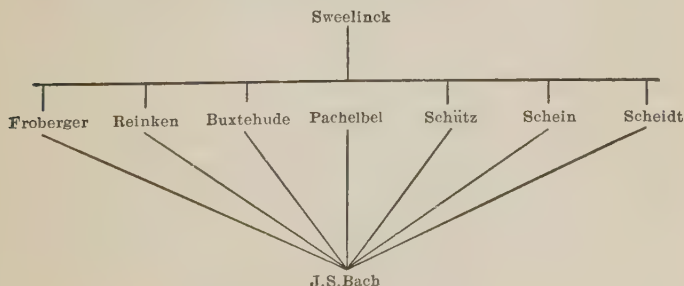 Sweelinck
Froberger Reinken Buxtehude Pachelbel Schütz Schein Scheidt
J.S.Bach